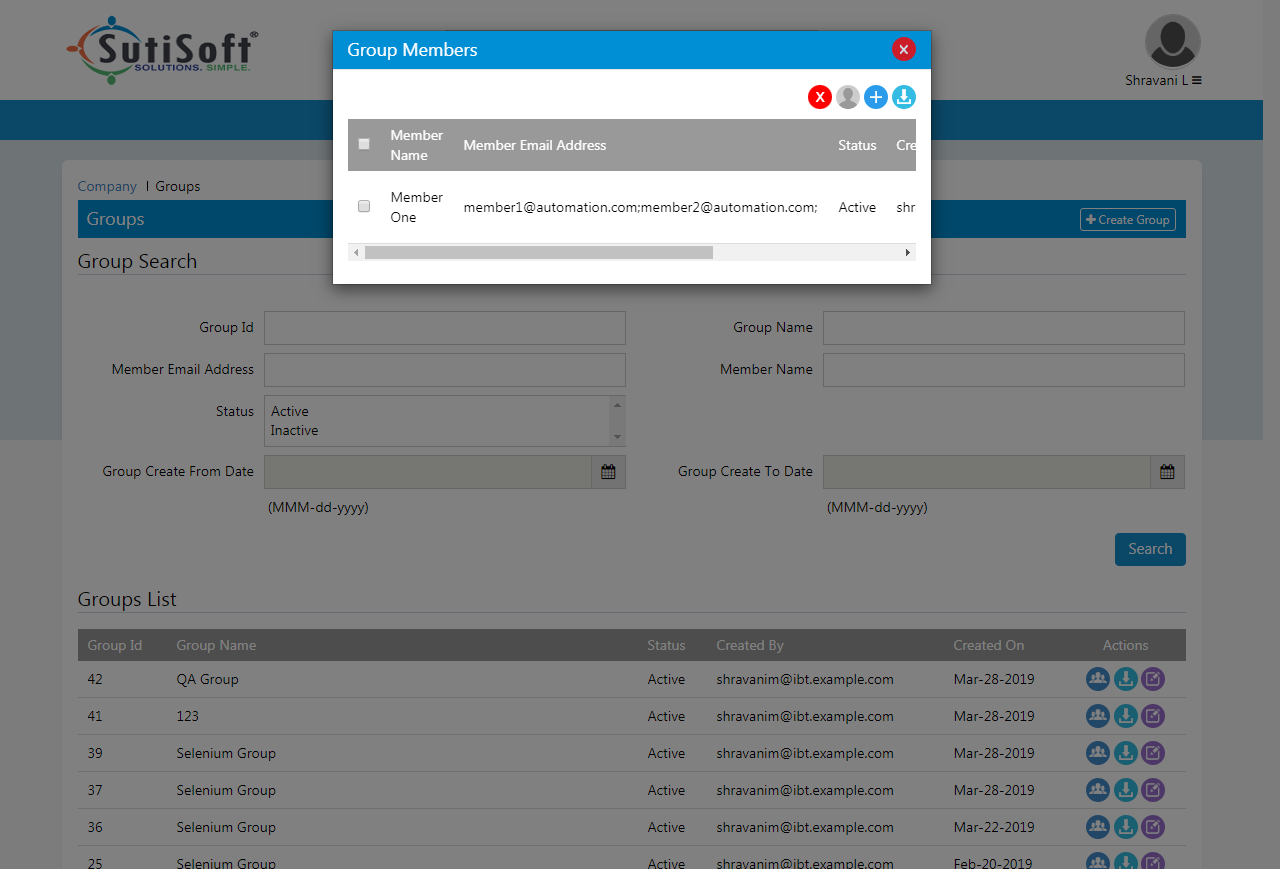 SutiSoft®
SOLUTIONS. SIMPLE.
Shravani L
Group Members
X
Member Name Member Email Address Status Cre
Member One member1@automation.com;member2@automation.com; Active shr
Company | Groups
Groups
Create Group
Group Search
Group Id
Group Name
Member Email Address
Member Name
Status
Active
Inactive
Group Create From Date
Group Create To Date
(MMM-dd-yyyy)
(MMM-dd-yyyy)
Search
Groups List
Group Id Group Name Status Created By Created On Actions
42 QA Group Active shravanim@ibt.example.com Mar-28-2019
41 123 Active shravanim@ibt.example.com Mar-28-2019
39 Selenium Group Active shravanim@ibt.example.com Mar-28-2019
37 Selenium Group Active shravanim@ibt.example.com Mar-28-2019
36 Selenium Group Active shravanim@ibt.example.com Mar-22-2019
25 Selenium Group Active shravanim@ibt.example.com Feb-20-2019